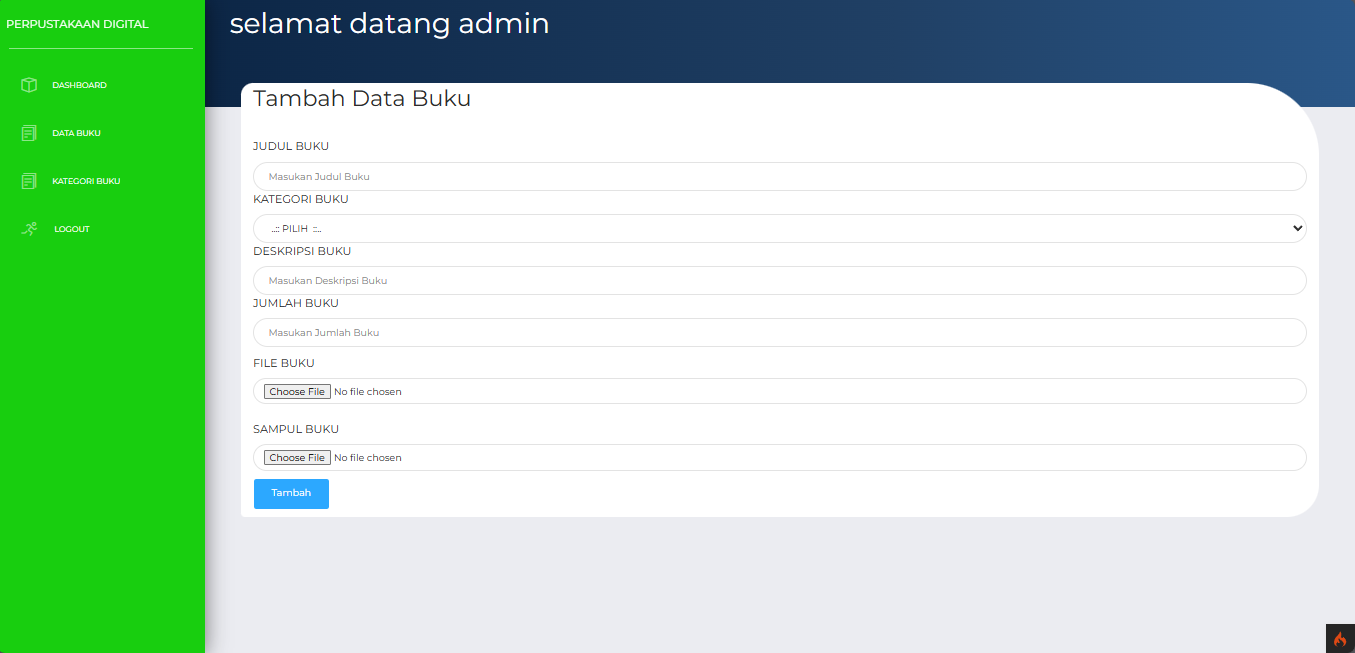 PERPUSTAKAAN DIGITAL
DASHBOARD
DATA BUKU
KATEGORI BUKU
LOGOUT
selamat datang admin
Tambah Data Buku
JUDUL BUKU
Masukan Judul Buku
KATEGORI BUKU
..:: PILIH ::..
DESKRIPSI BUKU
Masukan Deskripsi Buku
JUMLAH BUKU
Masukan Jumlah Buku
FILE BUKU
Choose File No file chosen
SAMPUL BUKU
Choose File No file chosen
Tambah